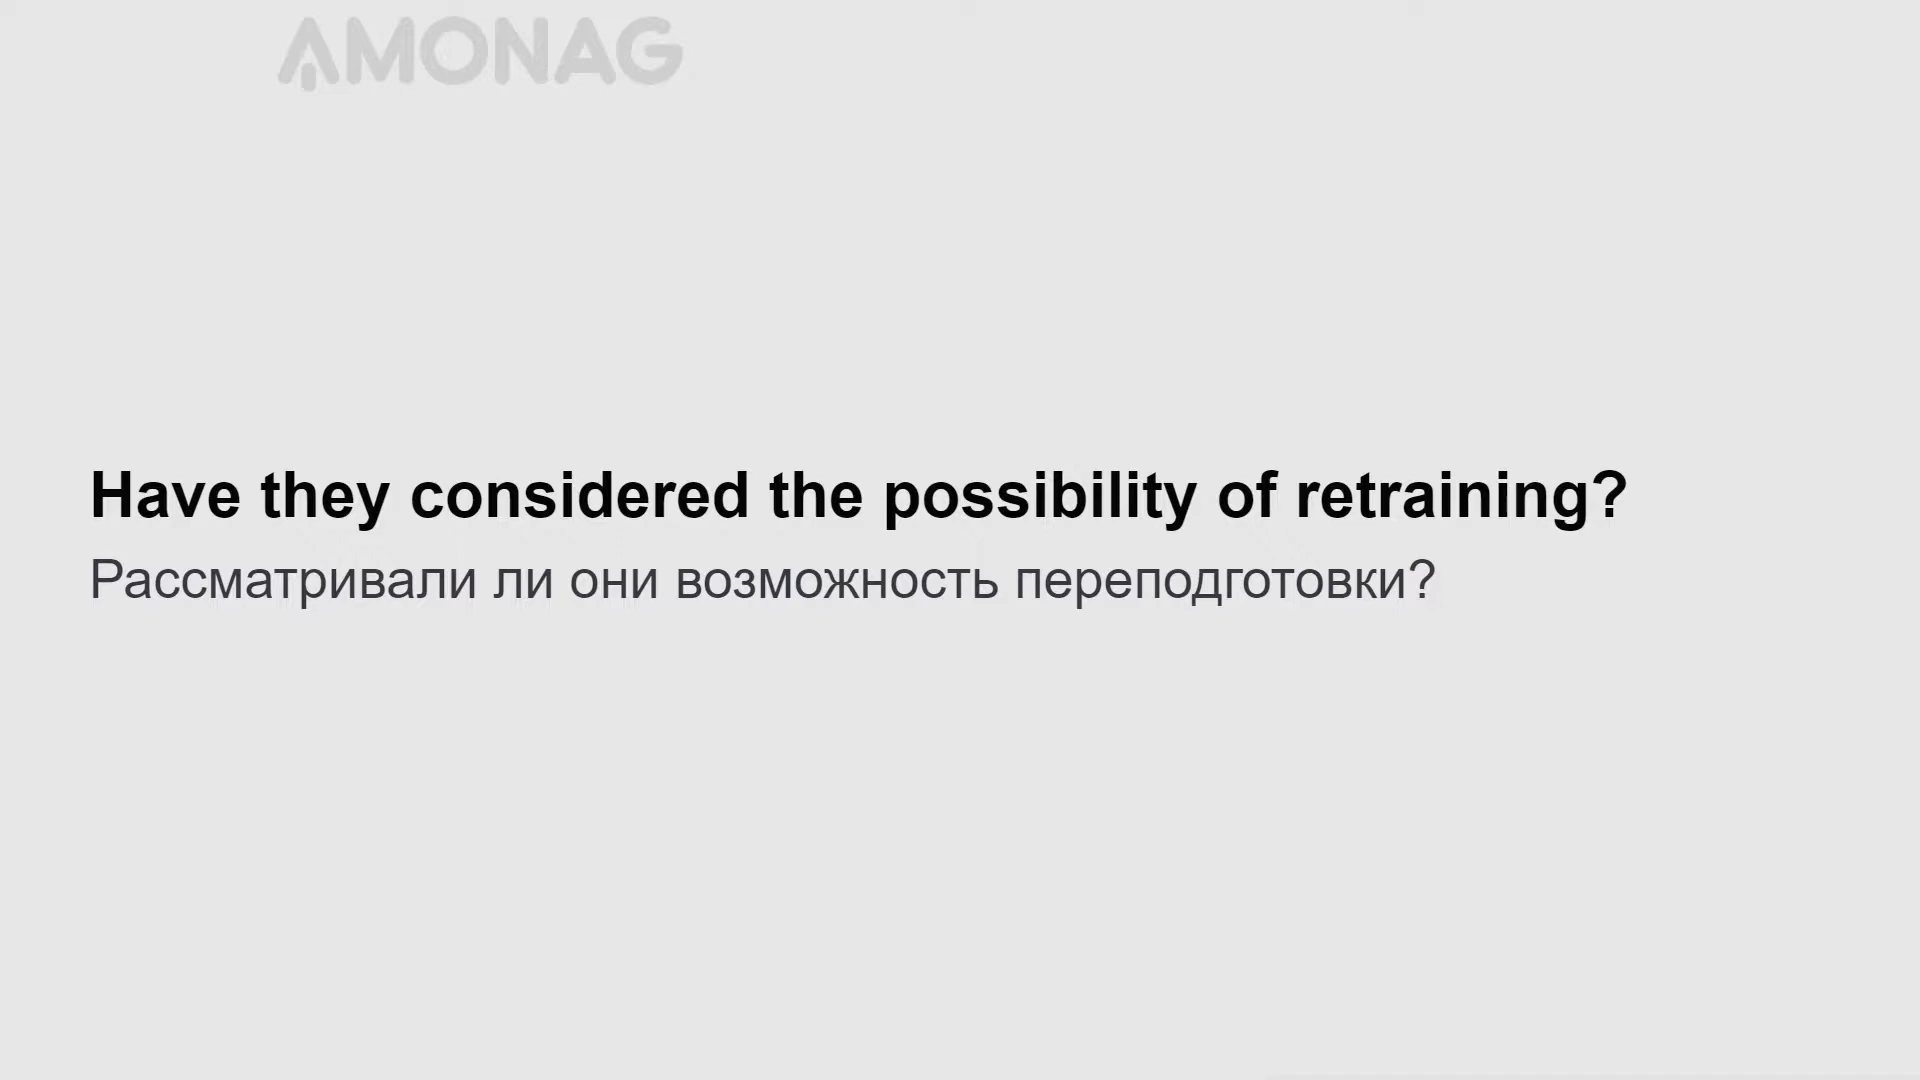 AMONAG
Have they considered the possibility of retraining?
Рассматривали ли они возможность переподготовки?